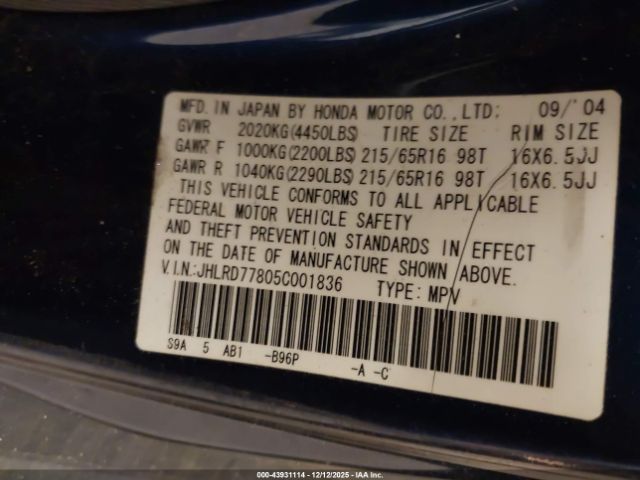 MFD. IN JAPAN BY HONDA MOTOR CO., LTD: 09/'04
GVWR 2020KG(4450LBS) TIRE SIZE RIM SIZE
GAWR F 1000KG(2200LBS) 215/65R16 98T 16X6.5JJ
GAWR R 1040KG(2290LBS) 215/65R16 98T 16X6.5JJ
THIS VEHICLE CONFORMS TO ALL APPLICABLE
FEDERAL MOTOR VEHICLE SAFETY
AND THEFT PREVENTION STANDARDS IN EFFECT
ON THE DATE OF MANUFACTURE SHOWN ABOVE.
V.I.N.:JHLRD77805C001836 TYPE: MPV
S9A 5 AB1 -B96P -A -C
000-43931114 - 12/12/2025 - IAA Inc.